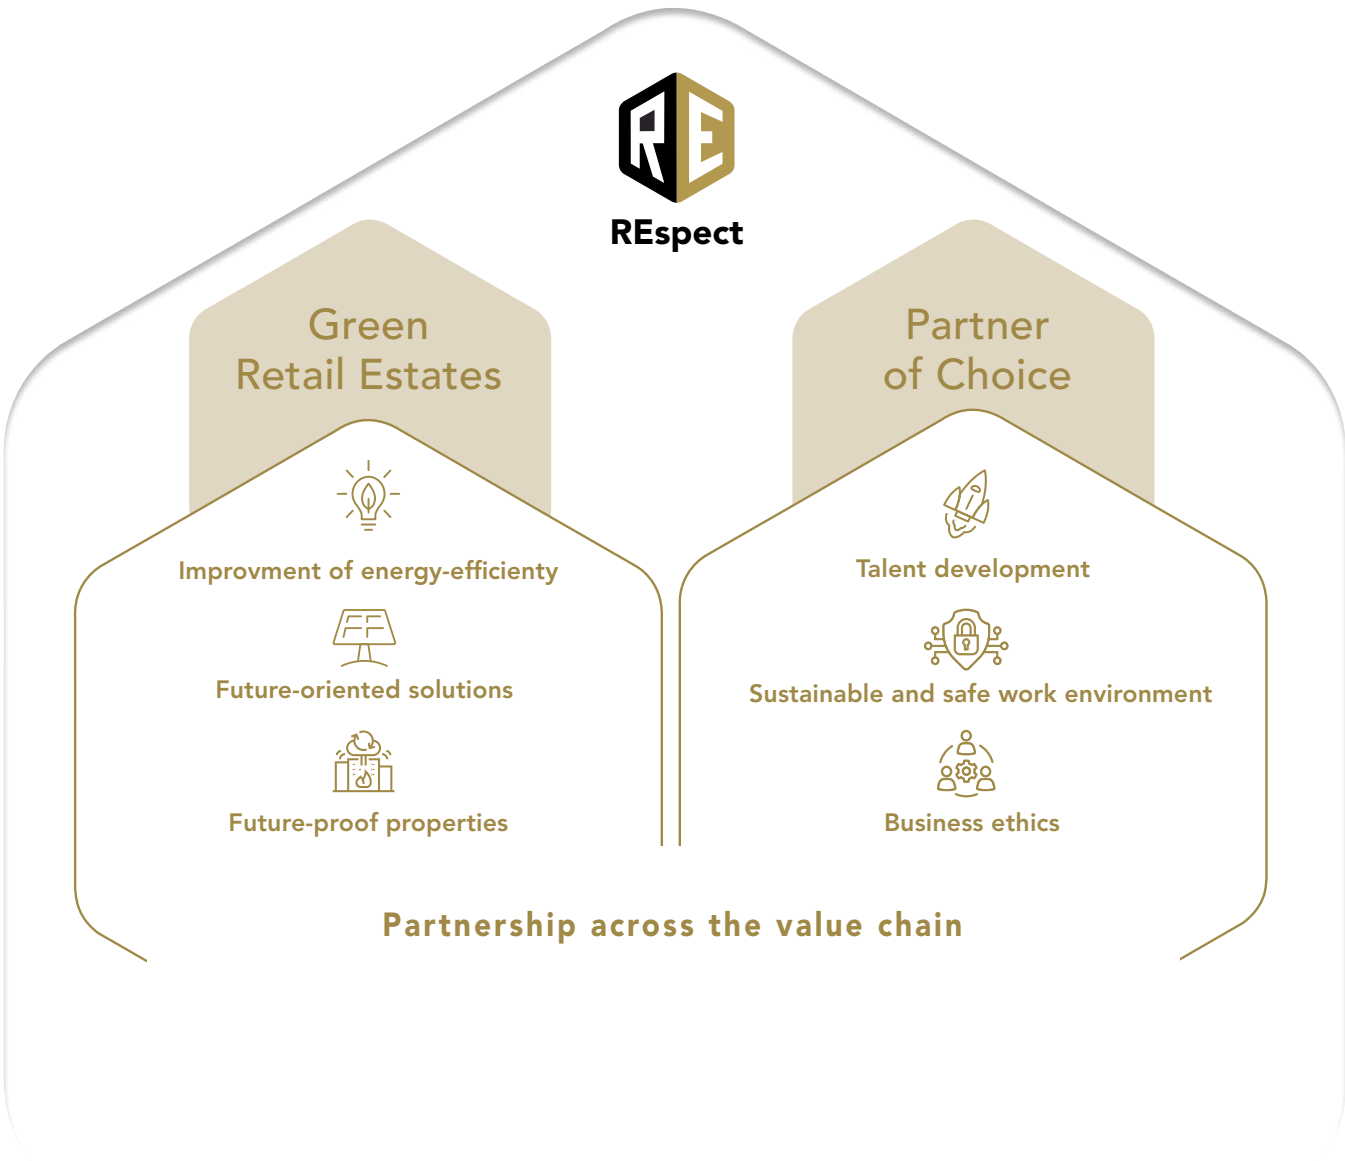 RE
REspect
Green
Retail Estates
Improvment of energy-efficienty
Future-oriented solutions
Future-proof properties
Partner
of Choice
Talent development
Sustainable and safe work environment
Business ethics
Partnership across the value chain